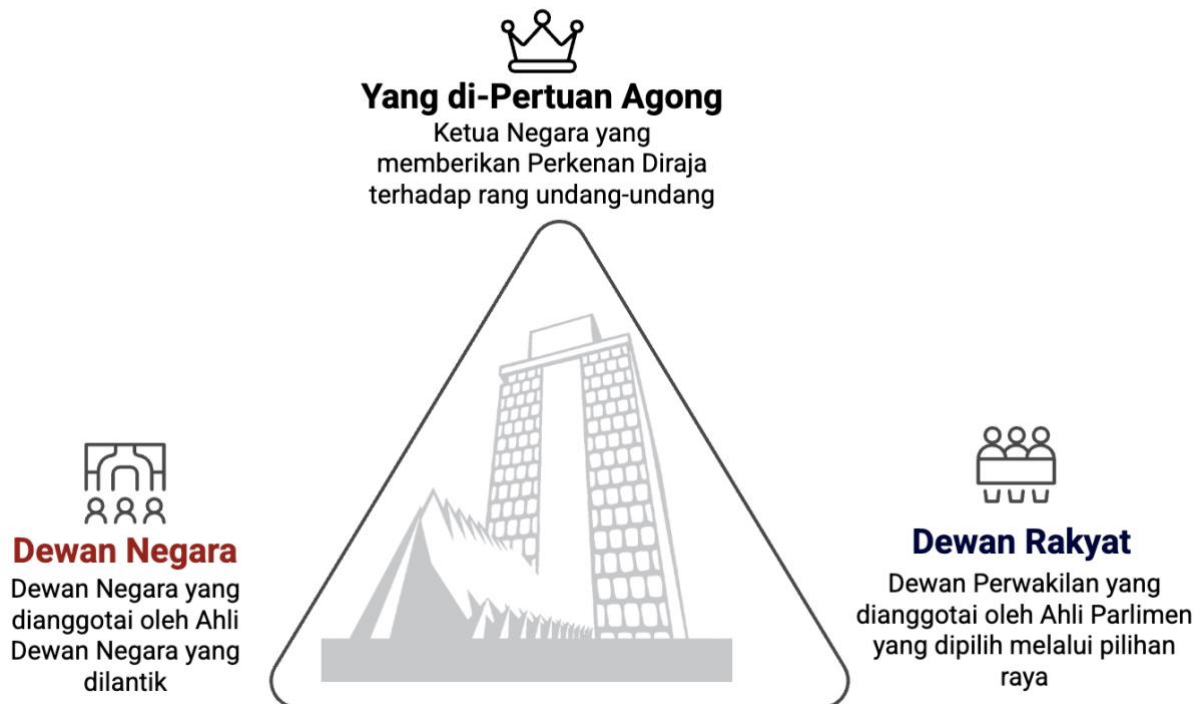 Yang di-Pertuan Agong
Ketua Negara yang
memberikan Perkenan Diraja
terhadap rang undang-undang
Dewan Negara
Dewan Negara yang
dianggotai oleh Ahli
Dewan Negara yang
dilantik
Dewan Rakyat
Dewan Perwakilan yang
dianggotai oleh Ahli Parlimen
yang dipilih melalui pilihan
raya